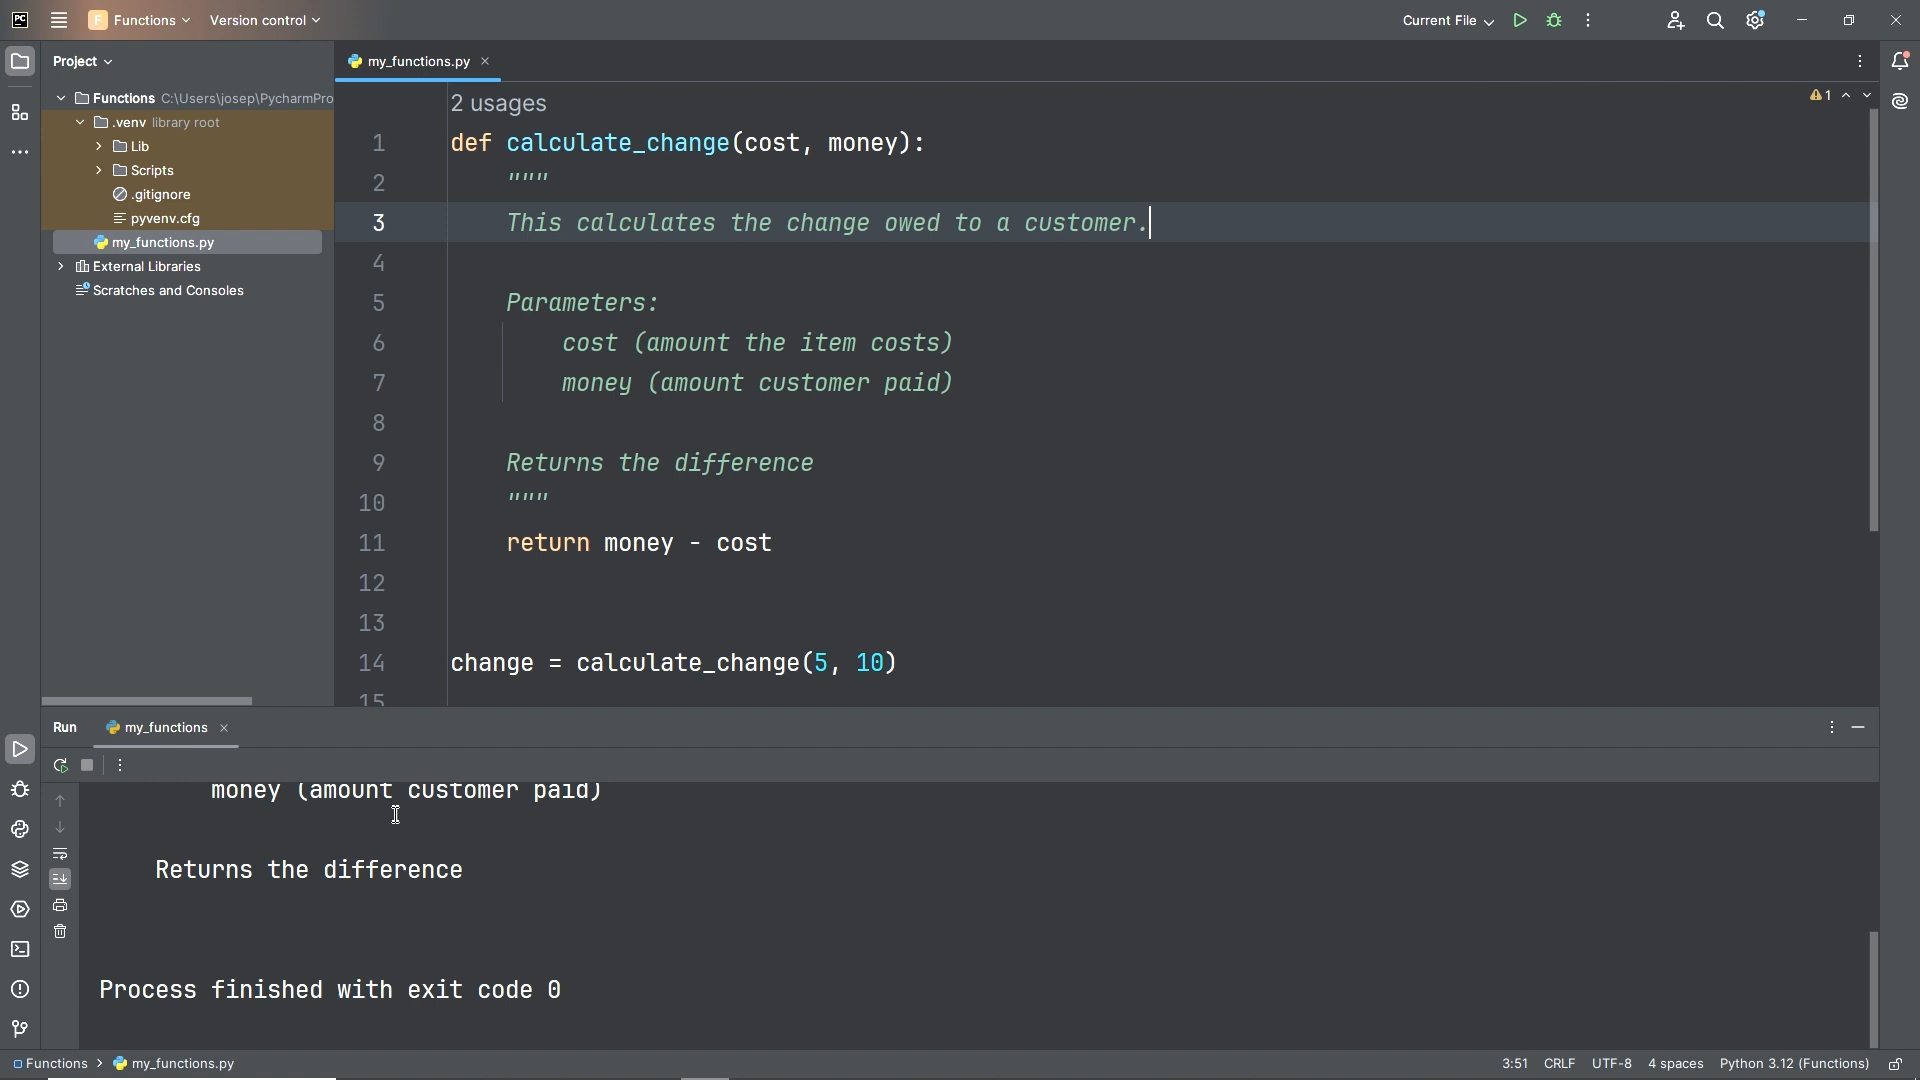 PC F Functions Version control Current File
Project
my_functions.py
Functions C:\Users\josep\PycharmPro
.venv library root
Lib
Scripts
.gitignore
pyvenv.cfg
my_functions.py
External Libraries
Scratches and Consoles
2 usages
1
1 def calculate_change(cost, money):
2 """
3 This calculates the change owed to a customer.
4
5 Parameters:
6 cost (amount the item costs)
7 money (amount customer paid)
8
9 Returns the difference
10 """
11 return money - cost
12
13
14 change = calculate_change(5, 10)
15
Run my_functions
money (amount customer paid)
Returns the difference
Process finished with exit code 0
Functions > my_functions.py 3:51 CRLF UTF-8 4 spaces Python 3.12 (Functions)